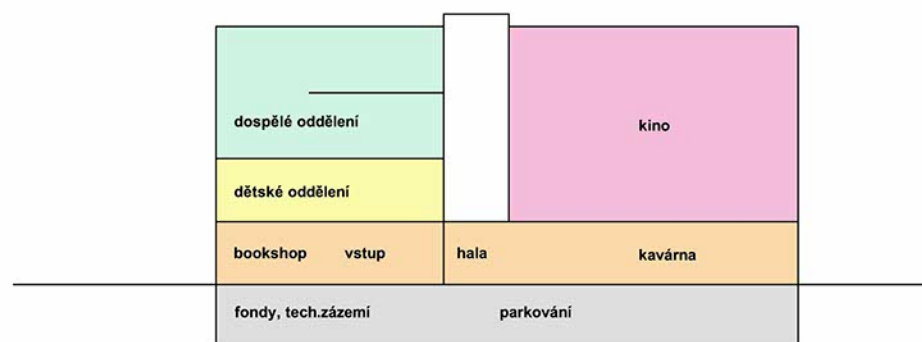 dospělé oddělení
kino
dětské oddělení
bookshop vstup hala kavárna
fondy, tech.zázemí parkování